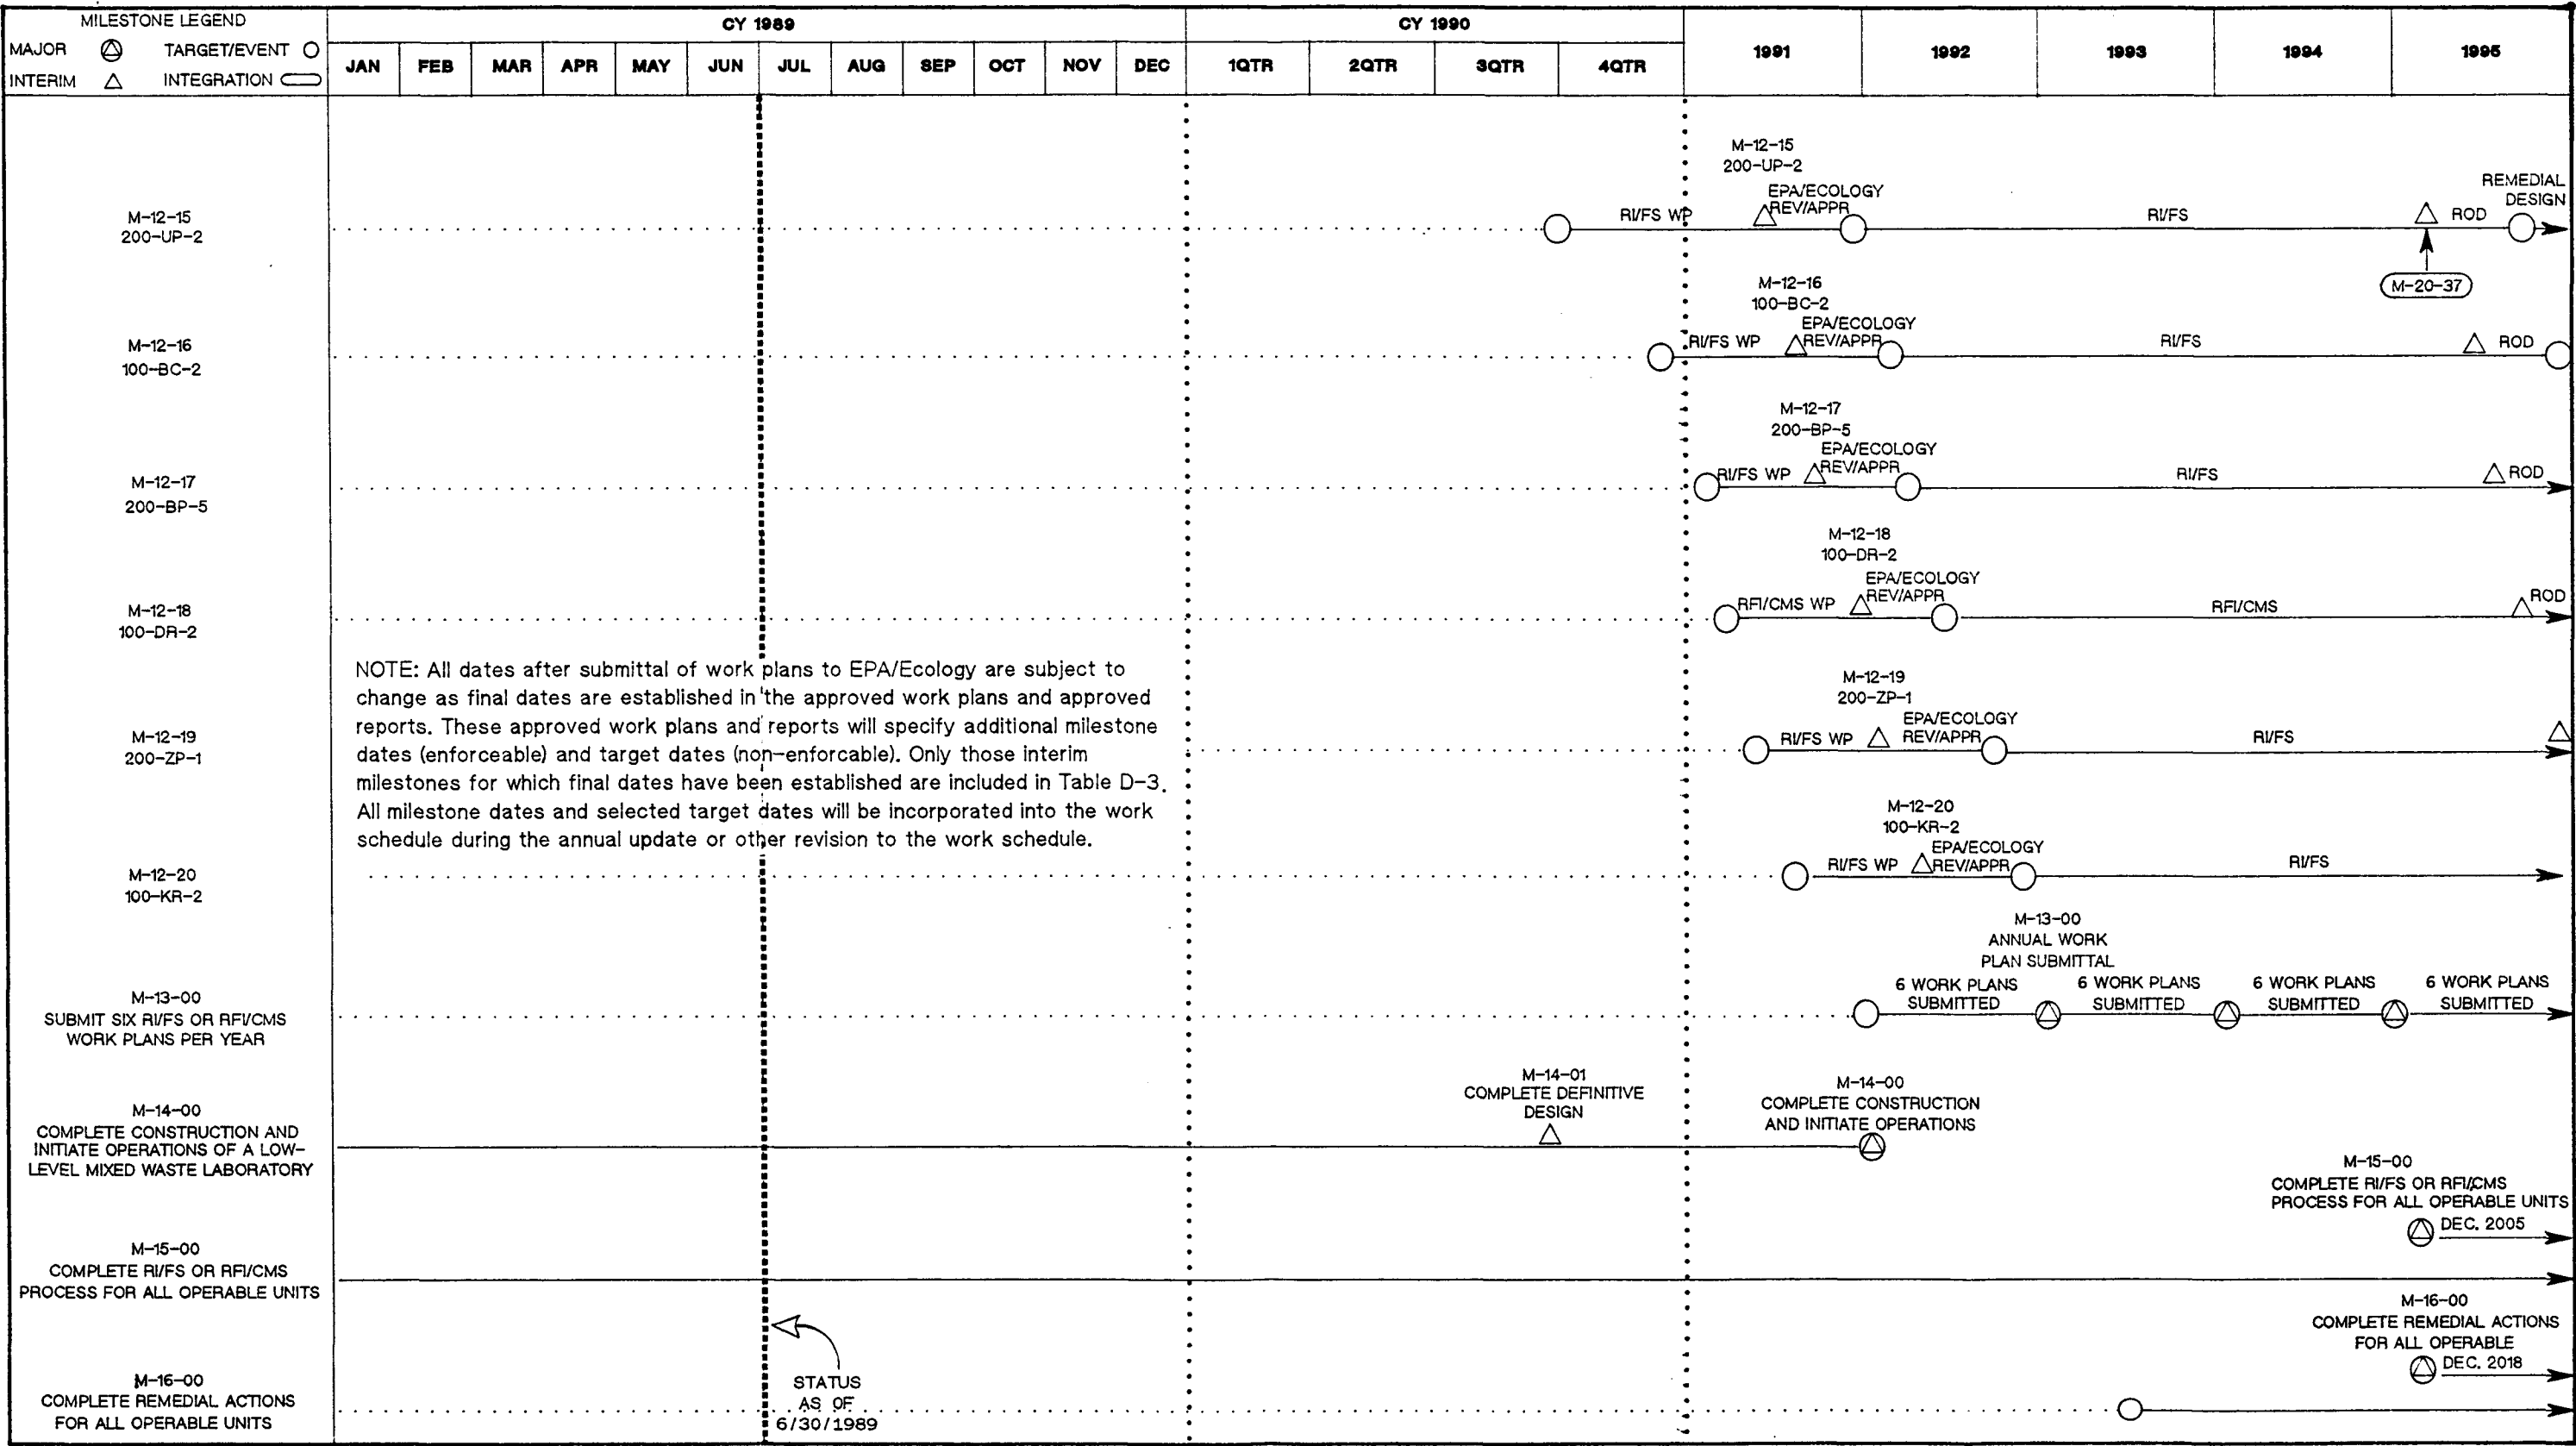 MILESTONE LEGEND
MAJOR TARGET/EVENT
INTERIM INTEGRATION
CY 1989
CY 1990
JAN FEB MAR APR MAY JUN JUL AUG SEP OCT NOV DEC 1QTR 2QTR 3QTR 4QTR 1991 1992 1993 1994 1995
M-12-15
200-UP-2
M-12-15
200-UP-2
RI/FS WP
EPA/ECOLOGY
REV/APPR
RI/FS
ROD
REMEDIAL
DESIGN
M-20-37
M-12-16
100-BC-2
M-12-16
100-BC-2
RI/FS WP
EPA/ECOLOGY
REV/APPR
RI/FS
ROD
M-12-17
200-BP-5
M-12-17
200-BP-5
RI/FS WP
EPA/ECOLOGY
REV/APPR
RI/FS
ROD
M-12-18
100-DR-2
M-12-18
100-DR-2
RFI/CMS WP
EPA/ECOLOGY
REV/APPR
RFI/CMS
ROD
NOTE: All dates after submittal of work plans to EPA/Ecology are subject to
change as final dates are established in the approved work plans and approved
reports. These approved work plans and reports will specify additional milestone
dates (enforceable) and target dates (non-enforcable). Only those interim
milestones for which final dates have been established are included in Table D-3.
All milestone dates and selected target dates will be incorporated into the work
schedule during the annual update or other revision to the work schedule.
M-12-19
200-ZP-1
M-12-19
200-ZP-1
RI/FS WP
EPA/ECOLOGY
REV/APPR
RI/FS
M-12-20
100-KR-2
M-12-20
100-KR-2
RI/FS WP
EPA/ECOLOGY
REV/APPR
RI/FS
M-13-00
SUBMIT SIX RI/FS OR RFI/CMS
WORK PLANS PER YEAR
M-13-00
ANNUAL WORK
PLAN SUBMITTAL
6 WORK PLANS
SUBMITTED
6 WORK PLANS
SUBMITTED
6 WORK PLANS
SUBMITTED
6 WORK PLANS
SUBMITTED
M-14-00
COMPLETE CONSTRUCTION AND
INITIATE OPERATIONS OF A LOW-
LEVEL MIXED WASTE LABORATORY
M-14-01
COMPLETE DEFINITIVE
DESIGN
M-14-00
COMPLETE CONSTRUCTION
AND INITIATE OPERATIONS
M-15-00
COMPLETE RI/FS OR RFI/CMS
PROCESS FOR ALL OPERABLE UNITS
M-15-00
COMPLETE RI/FS OR RFI/CMS
PROCESS FOR ALL OPERABLE UNITS
DEC. 2005
M-16-00
COMPLETE REMEDIAL ACTIONS
FOR ALL OPERABLE UNITS
STATUS
AS OF
6/30/1989
M-16-00
COMPLETE REMEDIAL ACTIONS
FOR ALL OPERABLE
DEC. 2018